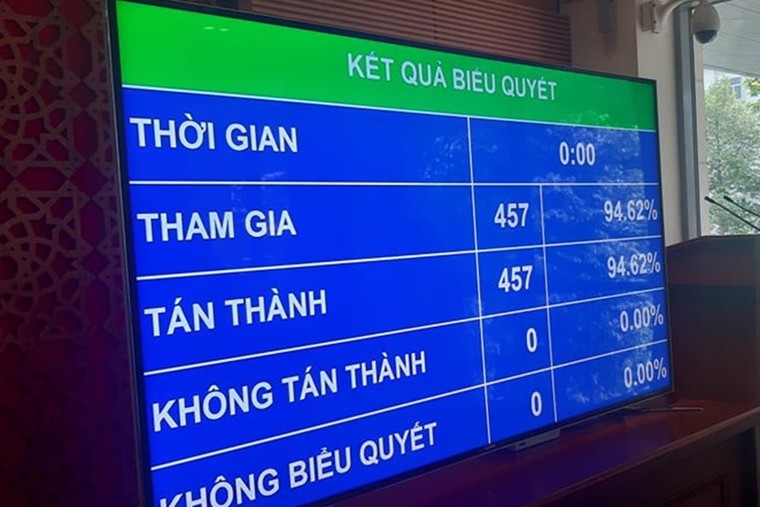 KẾT QUẢ BIỂU QUYẾT
THỜI GIAN 0:00
THAM GIA 457 94.62%
TÁN THÀNH 457 94.62%
KHÔNG TÁN THÀNH 0 0.00%
KHÔNG BIỂU QUYẾT 0 0.00%